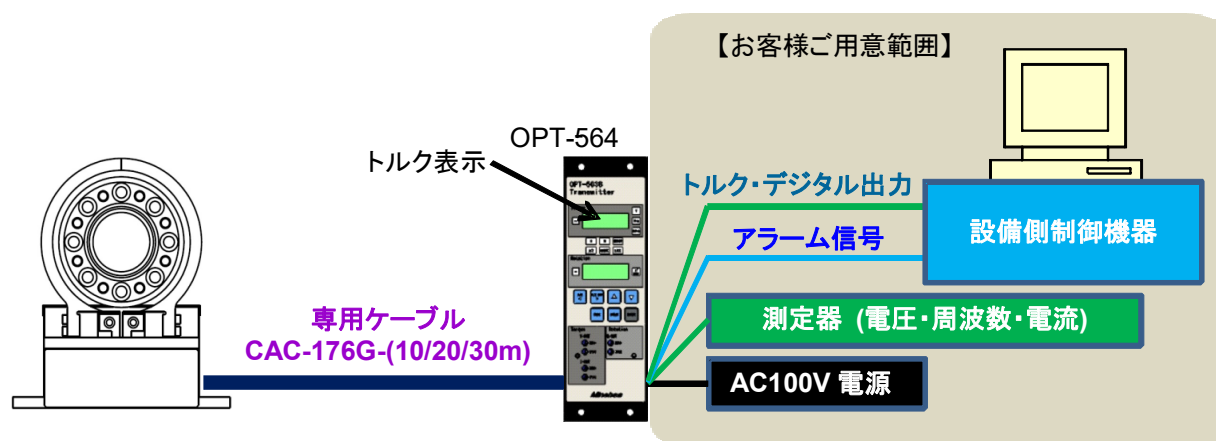 【お客様ご用意範囲】
OPT-564
トルク表示
OPT-563B
Transmitter
トルク・デジタル出力
アラーム信号
設備側制御機器
専用ケーブル
CAC-176G-(10/20/30m)
測定器 (電圧・周波数・電流)
AC100V 電源